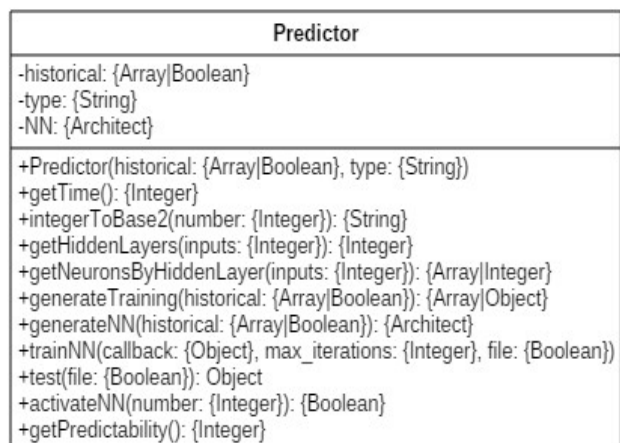 Predictor
-historical: {Array|Boolean}
-type: {String}
-NN: {Architect}
+Predictor(historical: {Array|Boolean}, type: {String})
+getTime(): {Integer}
+integerToBase2(number: {Integer}): {String}
+getHiddenLayers(inputs: {Integer}): {Integer}
+getNeuronsByHiddenLayer(inputs: {Integer}): {Array|Integer}
+generateTraining(historical: {Array|Boolean}): {Array|Object}
+generateNN(historical: {Array|Boolean}): {Architect}
+trainNN(callback: {Object}, max_iterations: {Integer}, file: {Boolean})
+test(file: {Boolean}): Object
+activateNN(number: {Integer}): {Boolean}
+getPredictability(): {Integer}